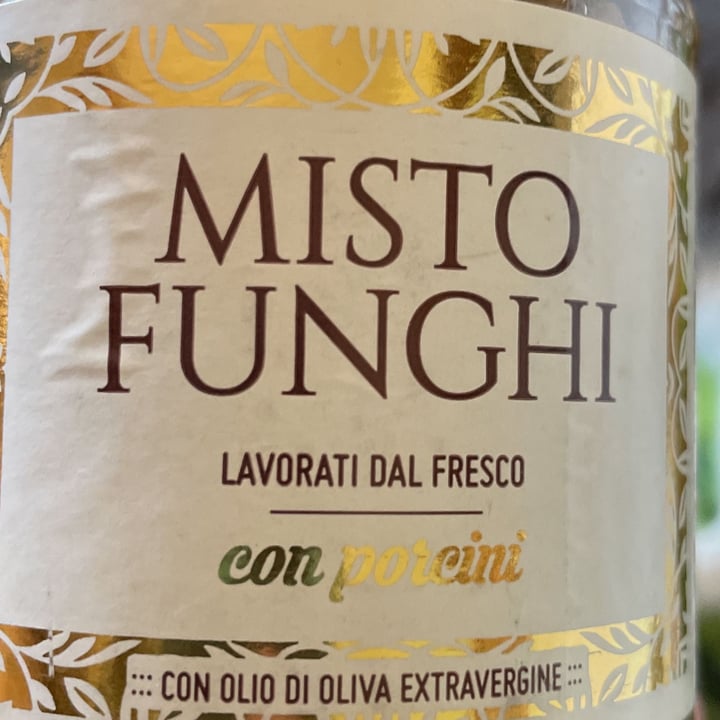 MISTO
FUNGHI
LAVORATI DAL FRESCO
con porcini
::: CON OLIO DI OLIVA EXTRAVERGINE :::